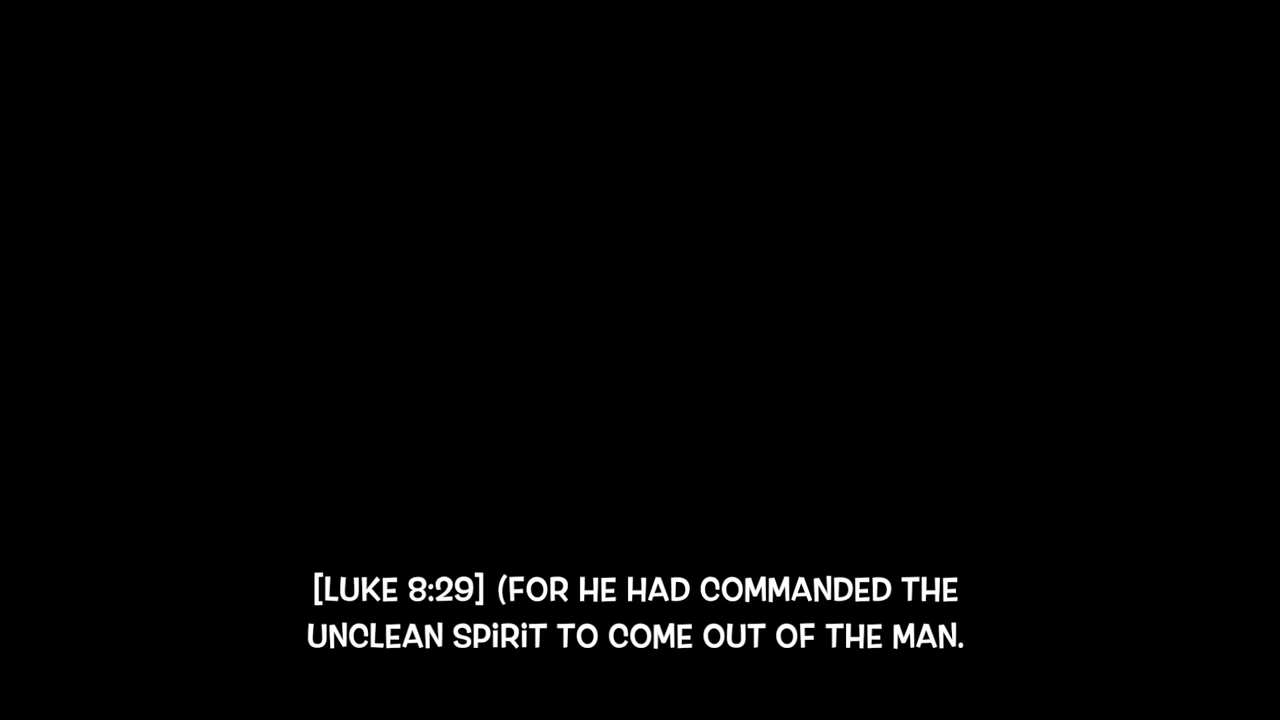 [LUKE 8:29] (FOR HE HAD COMMANDED THE
UNCLEAN SPiRiT TO COME OUT OF THE MAN.